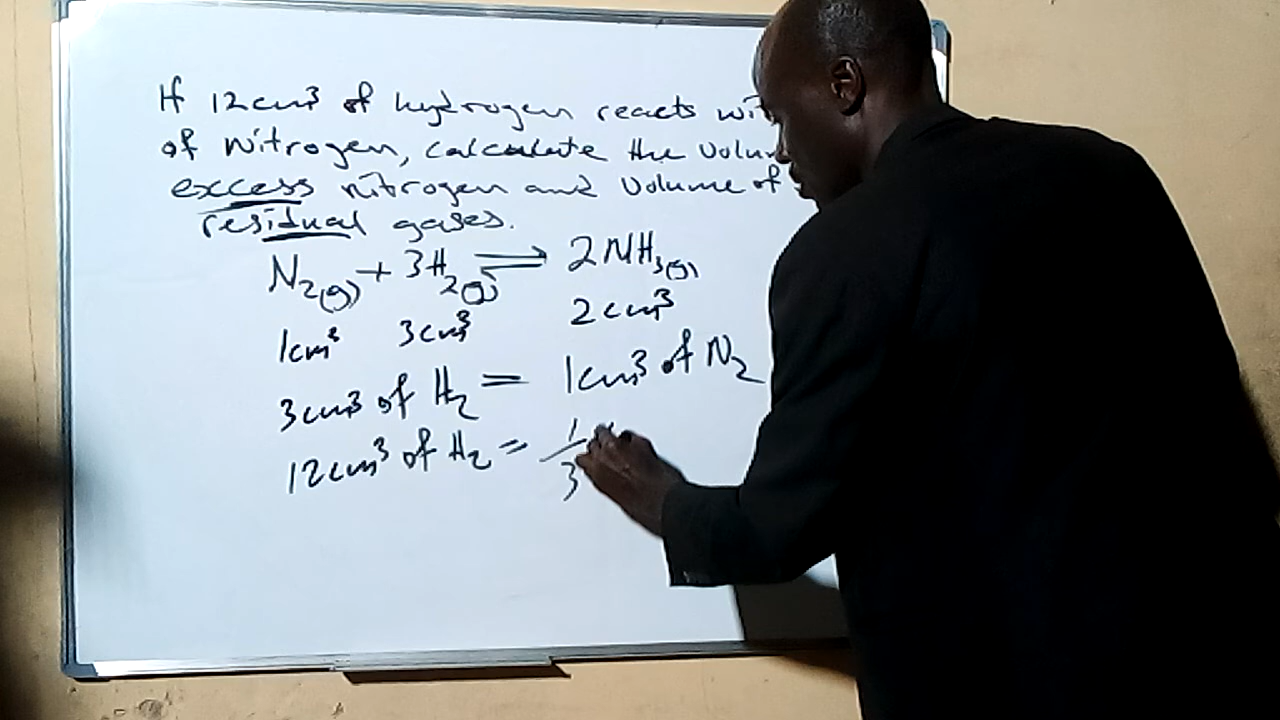 If 12cm³ of hydrogen reacts
of Nitrogen, calculate the
excess nitrogen and volume of
residual gases.
N₂(g) + 3H₂(g) ⇌ 2NH₃(g)
1cm³ 3cm³ 2cm³
3cm³ of H₂ = 1cm³ of N₂
12cm³ of H₂ = 1/3